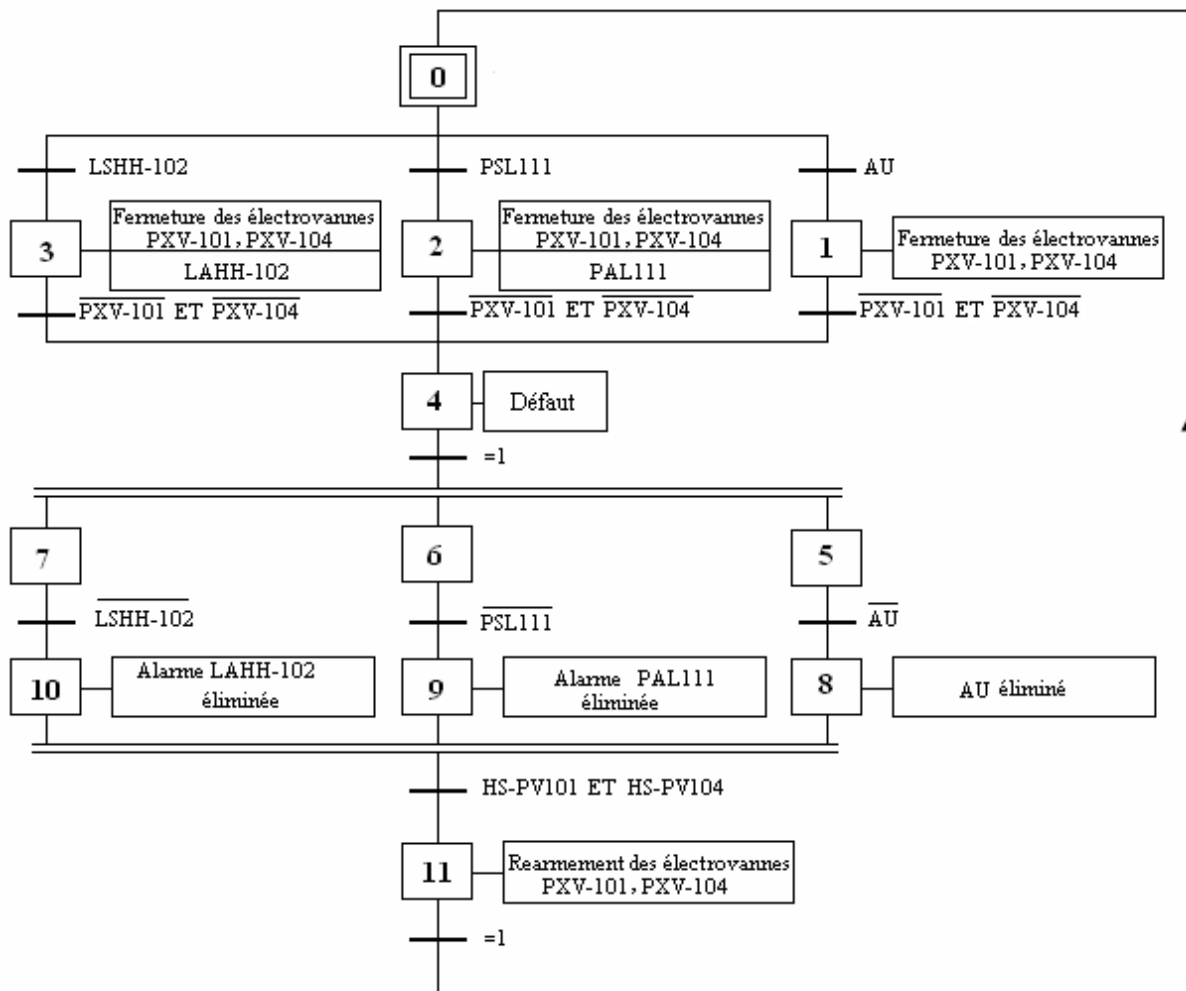 0
LSHH-102
PSL111
AU
3
Fermeture des électrovannes
PXV-101, PXV-104
LAHH-102
2
Fermeture des électrovannes
PXV-101, PXV-104
PAL111
1
Fermeture des électrovannes
PXV-101, PXV-104
PXV-101 ET PXV-104
PXV-101 ET PXV-104
PXV-101 ET PXV-104
4
Défaut
=1
7
6
5
LSHH-102
PSL111
AU
10
Alarme LAHH-102
éliminée
9
Alarme PAL111
éliminée
8
AU éliminé
HS-PV101 ET HS-PV104
11
Rearmement des électrovannes
PXV-101, PXV-104
=1